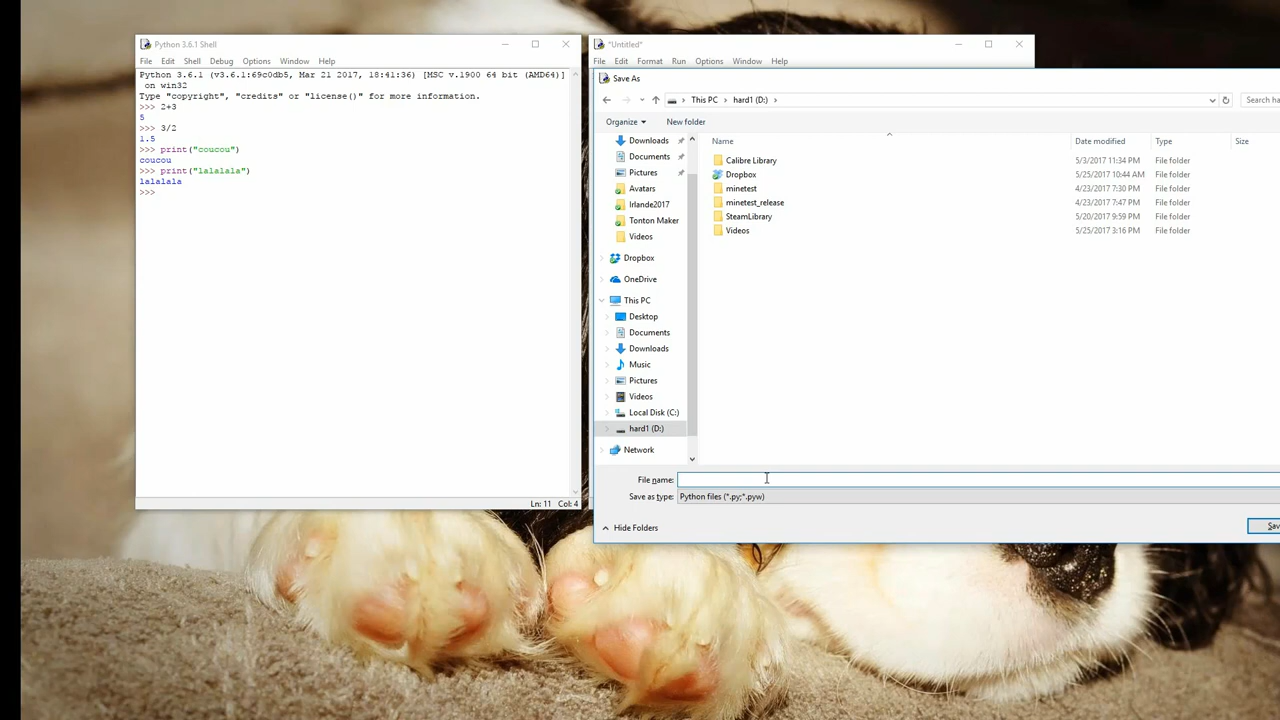 Python 3.6.1 Shell
File Edit Shell Debug Options Window Help
Python 3.6.1 (v3.6.1:69c0db5, Mar 21 2017, 18:41:36) [MSC v.1900 64 bit (AMD64)]
on win32
Type "copyright", "credits" or "license()" for more information.
>>> 2+3
5
>>> 3/2
1.5
>>> print("coucou")
coucou
>>> print("lalalala")
lalalala
>>>
Ln: 11 Col: 4
*Untitled*
File Edit Format Run Options Window Help
Save As
This PC > hard1 (D:) >
Search ha
Organize
New folder
Downloads
Documents
Pictures
Avatars
Irlande2017
Tonton Maker
Videos
Dropbox
OneDrive
This PC
Desktop
Documents
Downloads
Music
Pictures
Videos
Local Disk (C:)
hard1 (D:)
Network
Name Date modified Type Size
Calibre Library 5/3/2017 11:34 PM File folder
Dropbox 5/25/2017 10:44 AM File folder
minetest 4/23/2017 7:30 PM File folder
minetest_release 4/23/2017 7:47 PM File folder
SteamLibrary 5/20/2017 9:59 PM File folder
Videos 5/25/2017 3:16 PM File folder
File name:
Save as type: Python files (*.py;*.pyw)
Hide Folders
Sav